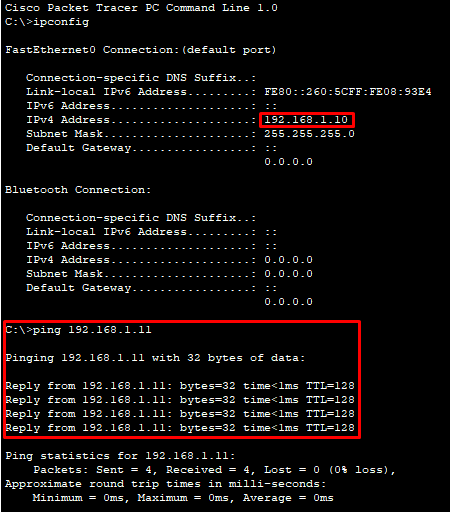 Cisco Packet Tracer PC Command Line 1.0
C:\>ipconfig
FastEthernet0 Connection:(default port)
Connection-specific DNS Suffix..:
Link-local IPv6 Address.........: FE80::260:5CFF:FE08:93E4
IPv6 Address....................: ::
IPv4 Address....................: 192.168.1.10
Subnet Mask.....................: 255.255.255.0
Default Gateway.................: ::
0.0.0.0
Bluetooth Connection:
Connection-specific DNS Suffix..:
Link-local IPv6 Address.........: ::
IPv6 Address....................: ::
IPv4 Address....................: 0.0.0.0
Subnet Mask.....................: 0.0.0.0
Default Gateway.................: ::
0.0.0.0
C:\>ping 192.168.1.11
Pinging 192.168.1.11 with 32 bytes of data:
Reply from 192.168.1.11: bytes=32 time<1ms TTL=128
Reply from 192.168.1.11: bytes=32 time<1ms TTL=128
Reply from 192.168.1.11: bytes=32 time<1ms TTL=128
Reply from 192.168.1.11: bytes=32 time<1ms TTL=128
Ping statistics for 192.168.1.11:
Packets: Sent = 4, Received = 4, Lost = 0 (0% loss),
Approximate round trip times in milli-seconds:
Minimum = 0ms, Maximum = 0ms, Average = 0ms